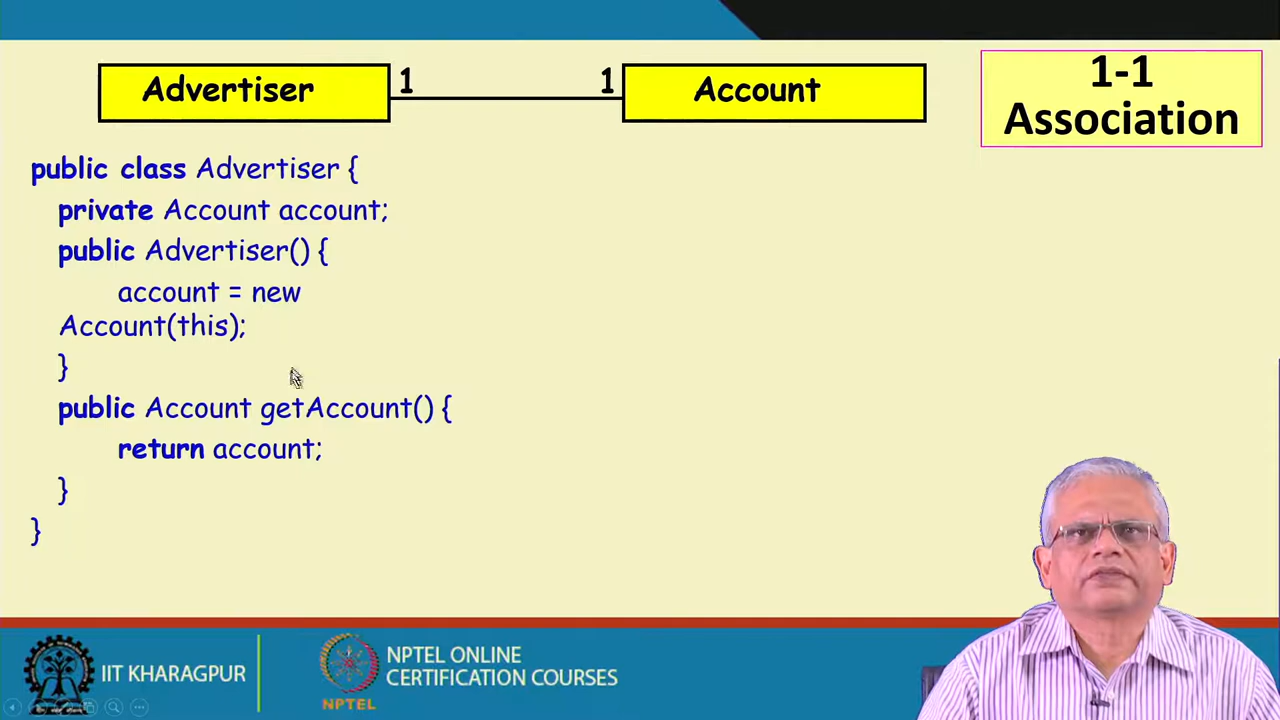 Advertiser
1
1
Account
1-1
Association
public class Advertiser {
private Account account;
public Advertiser() {
account = new
Account(this);
}
public Account getAccount() {
return account;
}
}
IIT KHARAGPUR
NPTEL
NPTEL ONLINE
CERTIFICATION COURSES